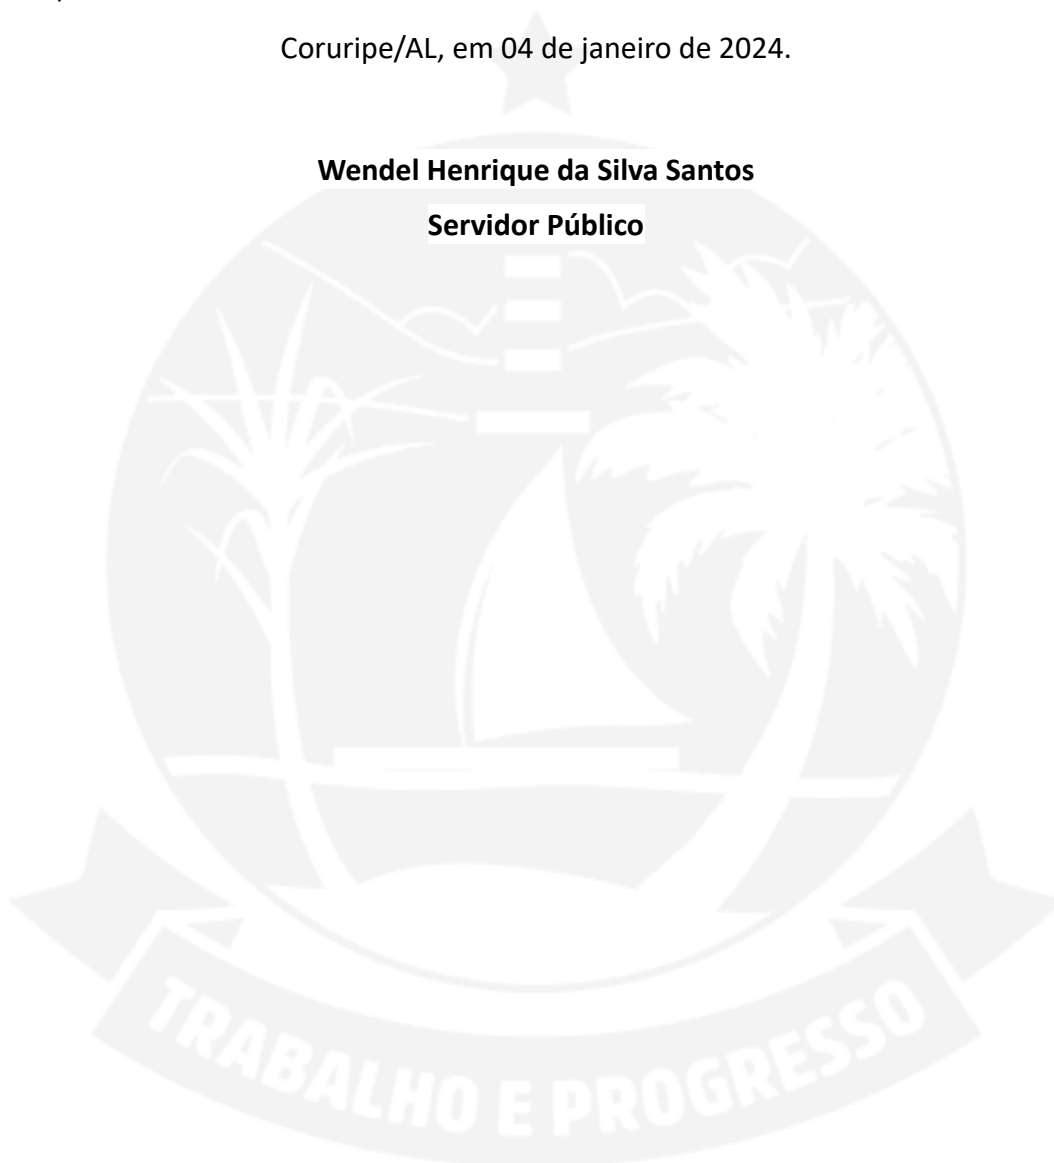 Coruripe/AL, em 04 de janeiro de 2024.
Wendel Henrique da Silva Santos
Servidor Público
TRABALHO E PROGRESSO